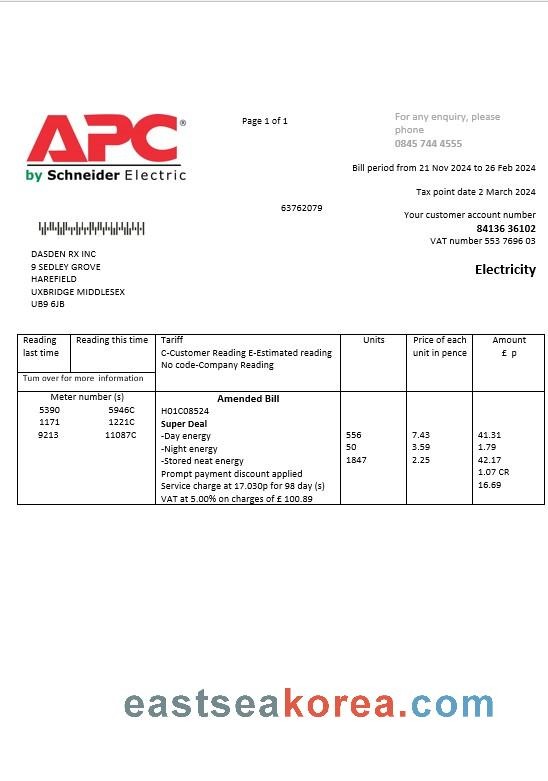 APC®
by Schneider Electric
Page 1 of 1
For any enquiry, please
phone
0845 744 4555
Bill period from 21 Nov 2024 to 26 Feb 2024
Tax point date 2 March 2024
63762079
Your customer account number
84136 36102
VAT number 553 7696 03
Electricity
DASDEN RX INC
9 SEDLEY GROVE
HAREFIELD
UXBRIDGE MIDDLESEX
UB9 6JB
Reading last time Reading this time Tariff Units Price of each unit in pence Amount £ p
C-Customer Reading E-Estimated reading
No code-Company Reading
Tum over for more information
Meter number (s) Amended Bill
5390 5946C H01C08524
1171 1221C Super Deal
9213 11087C -Day energy 556 7.43 41.31
-Night energy 50 3.59 1.79
-Stored neat energy 1847 2.25 42.17
Prompt payment discount applied 1.07 CR
Service charge at 17.030p for 98 day (s) 16.69
VAT at 5.00% on charges of £ 100.89
eastseakorea.com